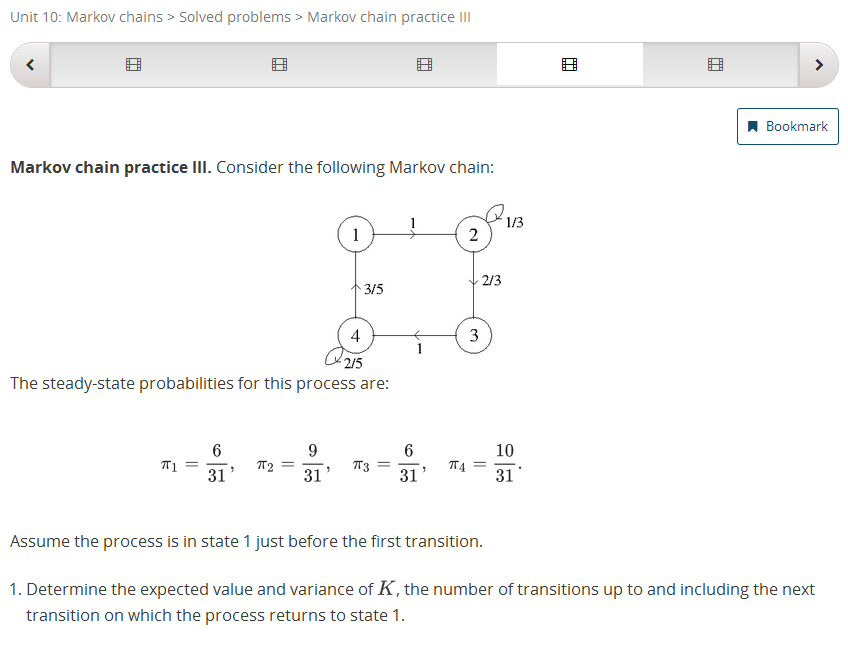 Unit 10: Markov chains > Solved problems > Markov chain practice III
Bookmark
Markov chain practice III. Consider the following Markov chain:
1
1
2
1/3
3/5
2/3
4
1
3
2/5
The steady-state probabilities for this process are:
π1 = 6/31, π2 = 9/31, π3 = 6/31, π4 = 10/31.
Assume the process is in state 1 just before the first transition.
1. Determine the expected value and variance of K, the number of transitions up to and including the next
transition on which the process returns to state 1.